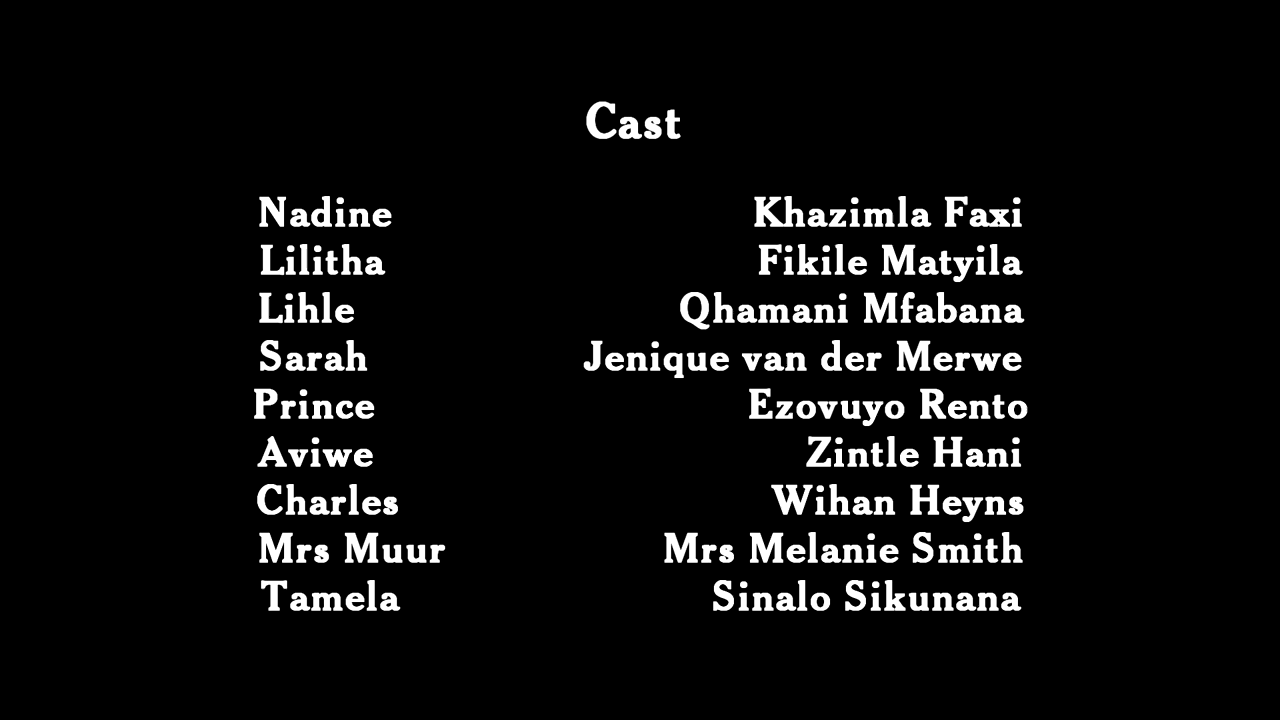 Cast
Nadine Khazimla Faxi
Lilitha Fikile Matyila
Lihle Qhamani Mfabana
Sarah Jenique van der Merwe
Prince Ezovuyo Rento
Aviwe Zintle Hani
Charles Wihan Heyns
Mrs Muur Mrs Melanie Smith
Tamela Sinalo Sikunana